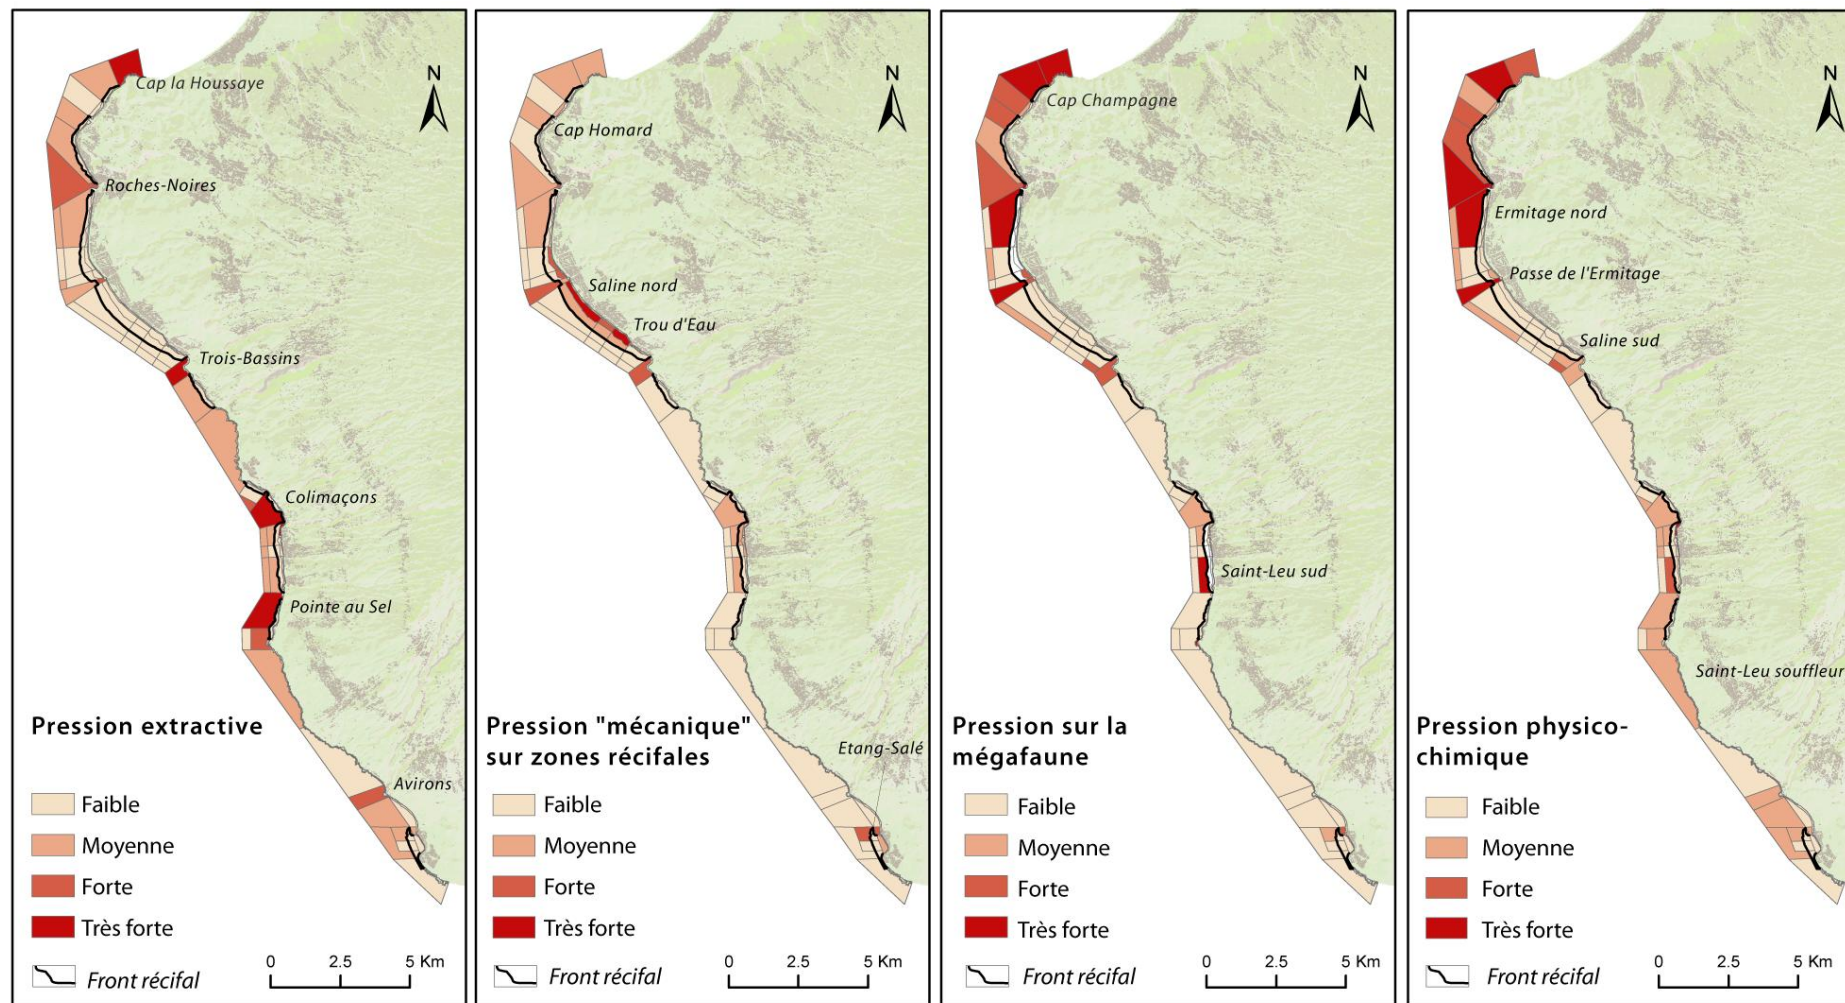 Cap la Houssaye
N
Roches-Noires
Trois-Bassins
Colimaçons
Pointe au Sel
Avirons
Pression extractive
Faible
Moyenne
Forte
Très forte
Front récifal
0 2.5 5 Km
N
Cap Homard
Saline nord
Trou d'Eau
Etang-Salé
Pression "mécanique"
sur zones récifales
Faible
Moyenne
Forte
Très forte
Front récifal
0 2.5 5 Km
N
Cap Champagne
Saint-Leu sud
Pression sur la
mégafaune
Faible
Moyenne
Forte
Très forte
Front récifal
0 2.5 5 Km
N
Ermitage nord
Passe de l'Ermitage
Saline sud
Saint-Leu souffleur
Pression physico-
chimique
Faible
Moyenne
Forte
Très forte
Front récifal
0 2.5 5 Km